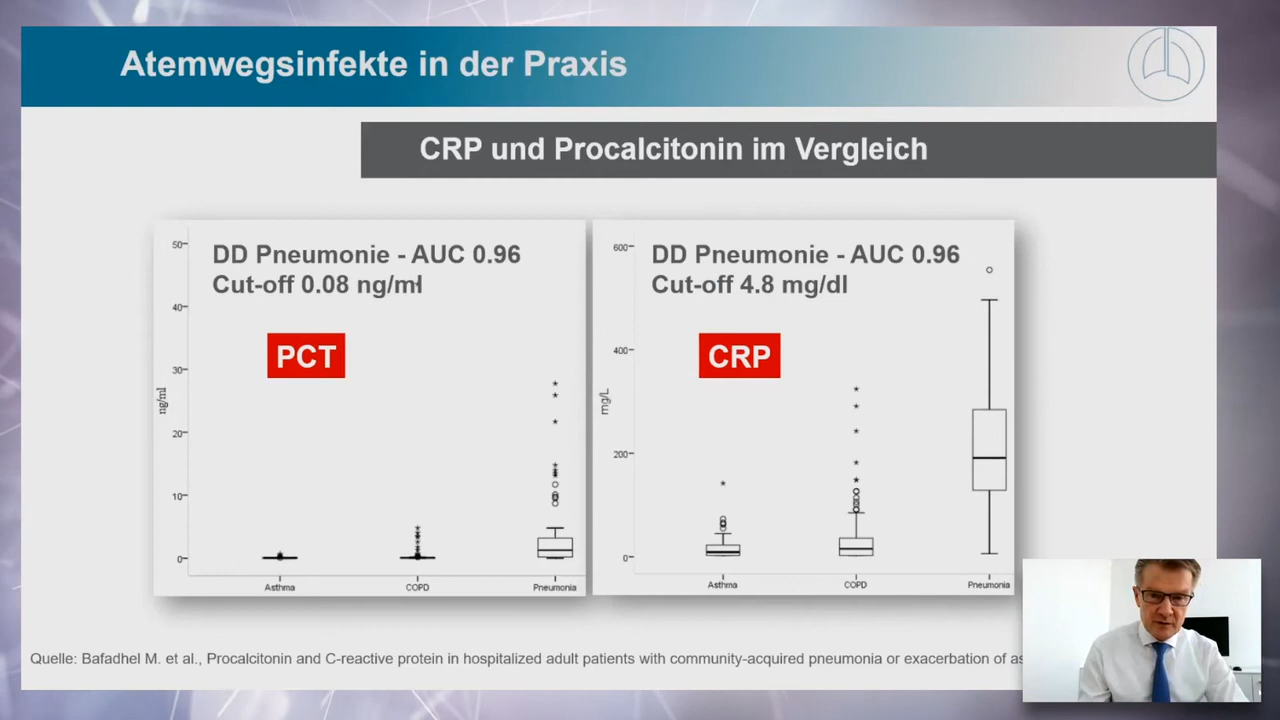 Atemwegsinfekte in der Praxis
CRP und Procalcitonin im Vergleich
DD Pneumonie - AUC 0.96
Cut-off 0.08 ng/ml
PCT
ng/ml
50
40
30
20
10
0
Asthma
COPD
Pneumonia
DD Pneumonie - AUC 0.96
Cut-off 4.8 mg/dl
CRP
mg/L
600
400
200
0
Asthma
COPD
Pneumonia
Quelle: Bafadhel M. et al., Procalcitonin and C-reactive protein in hospitalized adult patients with community-acquired pneumonia or exacerbation of as